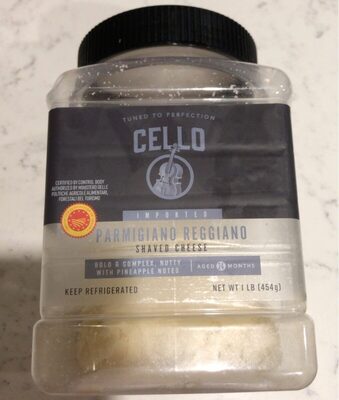 TUNED TO PERFECTION
CELLO
CERTIFIED BY CONTROL BODY
AUTHORIZED BY MINISTERO DELLE
POLITICHE AGRICOLE ALIMENTARI,
FORESTALI DEL TURISMO
IMPORTED
PARMIGIANO REGGIANO
SHAVED CHEESE
BOLD & COMPLEX, NUTTY
WITH PINEAPPLE NOTES
AGED MONTHS
KEEP REFRIGERATED
NET WT 1 LB (454g)